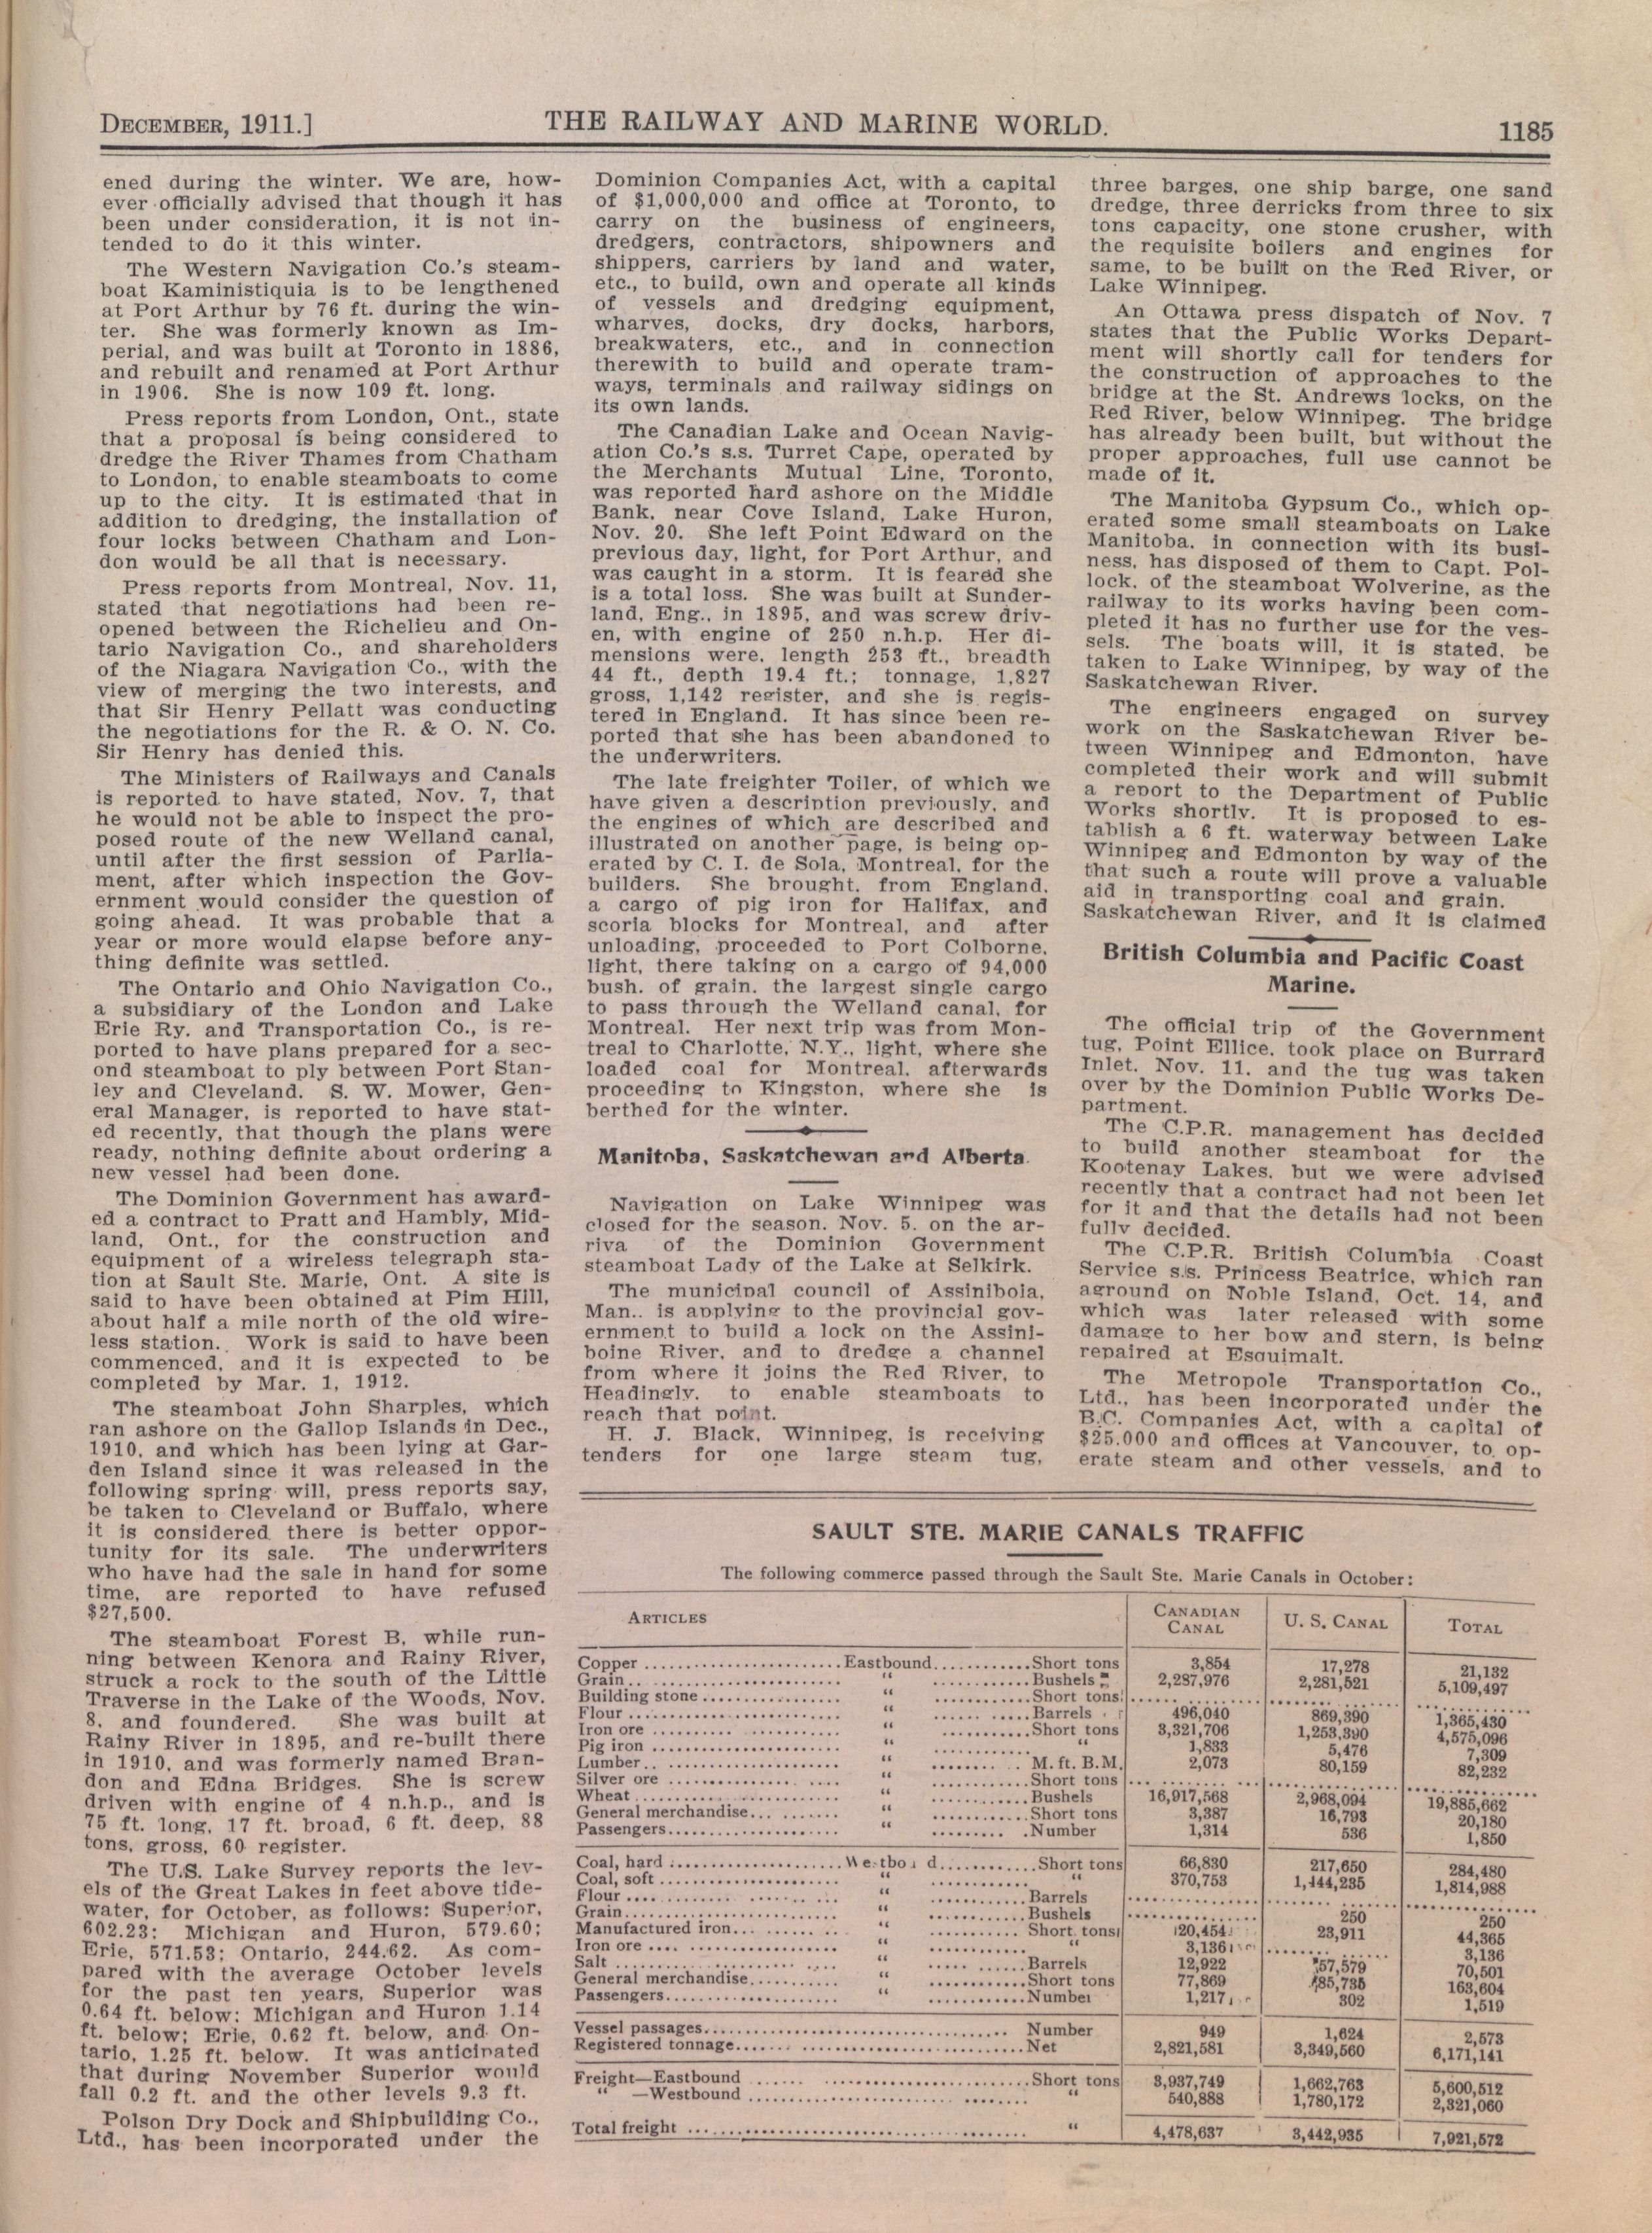 DECEMBER, 1911.]
THE RAILWAY AND MARINE WORLD.
1185
ened during the winter. We are, how-
ever officially advised that though it has
been under consideration, it is not in-
tended to do it this winter.
The Western Navigation Co.'s steam-
boat Kaministiquia is to be lengthened
at Port Arthur by 76 ft. during the win-
ter. She was formerly known as Im-
perial, and was built at Toronto in 1886,
and rebuilt and renamed at Port Arthur
in 1906. She is now 109 ft. long.
Press reports from London, Ont., state
that a proposal is being considered to
dredge the River Thames from Chatham
to London, to enable steamboats to come
up to the city. It is estimated that in
addition to dredging, the installation of
four locks between Chatham and Lon-
don would be all that is necessary.
Press reports from Montreal, Nov. 11,
stated that negotiations had been re-
opened between the Richelieu and On-
tario Navigation Co., and shareholders
of the Niagara Navigation Co., with the
view of merging the two interests, and
that Sir Henry Pellatt was conducting
the negotiations for the R. & O. N. Co.
Sir Henry has denied this.
The Ministers of Railways and Canals
is reported to have stated, Nov. 7, that
he would not be able to inspect the pro-
posed route of the new Welland canal,
until after the first session of Parlia-
ment, after which inspection the Gov-
ernment would consider the question of
going ahead. It was probable that a
year or more would elapse before any-
thing definite was settled.
The Ontario and Ohio Navigation Co.,
a subsidiary of the London and Lake
Erie Ry. and Transportation Co., is re-
ported to have plans prepared for a sec-
ond steamboat to ply between Port Stan-
ley and Cleveland. S. W. Mower, Gen-
eral Manager, is reported to have stat-
ed recently, that though the plans were
ready, nothing definite about ordering a
new vessel had been done.
The Dominion Government has award-
ed a contract to Pratt and Hambly, Mid-
land, Ont., for the construction and
equipment of a wireless telegraph sta-
tion at Sault Ste. Marie, Ont. A site is
said to have been obtained at Pim Hill,
about half a mile north of the old wire-
less station. Work is said to have been
commenced, and it is expected to be
completed by Mar. 1, 1912.
The steamboat John Sharples, which
ran ashore on the Gallop Islands in Dec.,
1910, and which has been lying at Gar-
den Island since it was released in the
following spring will, press reports say,
be taken to Cleveland or Buffalo, where
it is considered there is better oppor-
tunity for its sale. The underwriters
who have had the sale in hand for some
time, are reported to have refused
$27,500.
The steamboat Forest B, while run-
ning between Kenora and Rainy River,
struck a rock to the south of the Little
Traverse in the Lake of the Woods, Nov.
8, and foundered. She was built at
Rainy River in 1895, and re-built there
in 1910, and was formerly named Bran-
don and Edna Bridges. She is screw
driven with engine of 4 n.h.p., and is
75 ft. long, 17 ft. broad, 6 ft. deep, 88
tons, gross, 60 register.
The U.S. Lake Survey reports the lev-
els of the Great Lakes in feet above tide-
water, for October, as follows: Superior,
602.23; Michigan and Huron, 579.60;
Erie, 571.53; Ontario, 244.62. As com-
pared with the average October levels
for the past ten years, Superior was
0.64 ft. below; Michigan and Huron 1.14
ft. below; Erie, 0.62 ft. below, and On-
tario, 1.25 ft. below. It was anticipated
that during November Superior would
fall 0.2 ft. and the other levels 9.3 ft.
Polson Dry Dock and Shipbuilding Co.,
Ltd., has been incorporated under the
Dominion Companies Act, with a capital
of $1,000,000 and office at Toronto, to
carry on the business of engineers,
dredgers, contractors, shipowners and
shippers, carriers by land and water,
etc., to build, own and operate all kinds
of vessels and dredging equipment,
wharves, docks, dry docks, harbors,
breakwaters, etc., and in connection
therewith to build and operate tram-
ways, terminals and railway sidings on
its own lands.
The Canadian Lake and Ocean Navig-
ation Co.'s s.s. Turret Cape, operated by
the Merchants Mutual Line, Toronto,
was reported hard ashore on the Middle
Bank, near Cove Island, Lake Huron,
Nov. 20. She left Point Edward on the
previous day, light, for Port Arthur, and
was caught in a storm. It is feared she
is a total loss. She was built at Sunder-
land, Eng., in 1895, and was screw driv-
en, with engine of 250 n.h.p. Her di-
mensions were, length 253 ft., breadth
44 ft., depth 19.4 ft.; tonnage, 1,827
gross, 1,142 register, and she is regis-
tered in England. It has since been re-
ported that she has been abandoned to
the underwriters.
The late freighter Toiler, of which we
have given a description previously, and
the engines of which are described and
illustrated on another page, is being op-
erated by C. I. de Sola, Montreal, for the
builders. She brought, from England,
a cargo of pig iron for Halifax, and
scoria blocks for Montreal, and after
unloading, proceeded to Port Colborne,
light, there taking on a cargo of 94,000
bush. of grain, the largest single cargo
to pass through the Welland canal, for
Montreal. Her next trip was from Mon-
treal to Charlotte, N.Y., light, where she
loaded coal for Montreal, afterwards
proceeding to Kingston, where she is
berthed for the winter.
Manitoba, Saskatchewan and Alberta.
Navigation on Lake Winnipeg was
closed for the season, Nov. 5, on the ar-
riva of the Dominion Government
steamboat Lady of the Lake at Selkirk.
The municipal council of Assiniboia,
Man., is applying to the provincial gov-
ernment to build a lock on the Assini-
boine River, and to dredge a channel
from where it joins the Red River, to
Headingly, to enable steamboats to
reach that point.
H. J. Black, Winnipeg, is receiving
tenders for one large steam tug,
three barges, one ship barge, one sand
dredge, three derricks from three to six
tons capacity, one stone crusher, with
the requisite boilers and engines for
same, to be built on the Red River, or
Lake Winnipeg.
An Ottawa press dispatch of Nov. 7
states that the Public Works Depart-
ment will shortly call for tenders for
the construction of approaches to the
bridge at the St. Andrews locks, on the
Red River, below Winnipeg. The bridge
has already been built, but without the
proper approaches, full use cannot be
made of it.
The Manitoba Gypsum Co., which op-
erated some small steamboats on Lake
Manitoba, in connection with its busi-
ness, has disposed of them to Capt. Pol-
lock, of the steamboat Wolverine, as the
railway to its works having been com-
pleted it has no further use for the ves-
sels. The boats will, it is stated, be
taken to Lake Winnipeg, by way of the
Saskatchewan River.
The engineers engaged on survey
work on the Saskatchewan River be-
tween Winnipeg and Edmonton, have
completed their work and will submit
a report to the Department of Public
Works shortly. It is proposed to es-
tablish a 6 ft. waterway between Lake
Winnipeg and Edmonton by way of the
that such a route will prove a valuable
aid in transporting coal and grain.
Saskatchewan River, and it is claimed
British Columbia and Pacific Coast
Marine.
The official trip of the Government
tug, Point Ellice, took place on Burrard
Inlet, Nov. 11, and the tug was taken
over by the Dominion Public Works De-
partment.
The C.P.R. management has decided
to build another steamboat for the
Kootenay Lakes, but we were advised
recently that a contract had not been let
for it and that the details had not been
fully decided.
The C.P.R. British Columbia Coast
Service s.s. Princess Beatrice, which ran
aground on Noble Island, Oct. 14, and
which was later released with some
damage to her bow and stern, is being
repaired at Esquimalt.
The Metropole Transportation Co.,
Ltd., has been incorporated under the
B.C. Companies Act, with a capital of
$25,000 and offices at Vancouver, to op-
erate steam and other vessels, and to
SAULT STE. MARIE CANALS TRAFFIC
The following commerce passed through the Sault Ste. Marie Canals in October:
ARTICLES CANADIAN CANAL U. S. CANAL TOTAL
Copper Eastbound Short tons 3,854 17,278 21,132
Grain " Bushels 2,287,976 2,281,521 5,109,497
Building stone " Short tons
Flour " Barrels 496,040 869,390 1,365,430
Iron ore " Short tons 3,321,706 1,253,390 4,575,096
Pig iron " " 1,833 5,476 7,309
Lumber " M. ft. B.M. 2,073 80,159 82,232
Silver ore " Short tons
Wheat " Bushels 16,917,568 2,968,094 19,885,662
General merchandise " Short tons 3,387 16,793 20,180
Passengers " Number 1,314 536 1,850
Coal, hard Westbo d Short tons 66,830 217,650 284,480
Coal, soft " " 370,753 1,444,235 1,814,988
Flour " Barrels
Grain " Bushels 250 250
Manufactured iron " Short tons 20,454 23,911 44,365
Iron ore " " 3,136 3,136
Salt " Barrels 12,922 57,579 70,501
General merchandise " Short tons 77,869 85,735 163,604
Passengers " Number 1,217 302 1,519
Vessel passages Number 949 1,624 2,573
Registered tonnage Net 2,821,581 3,349,560 6,171,141
Freight—Eastbound Short tons 3,937,749 1,662,763 5,600,512
" —Westbound " 540,888 1,780,172 2,321,060
Total freight " 4,478,637 3,442,935 7,921,572